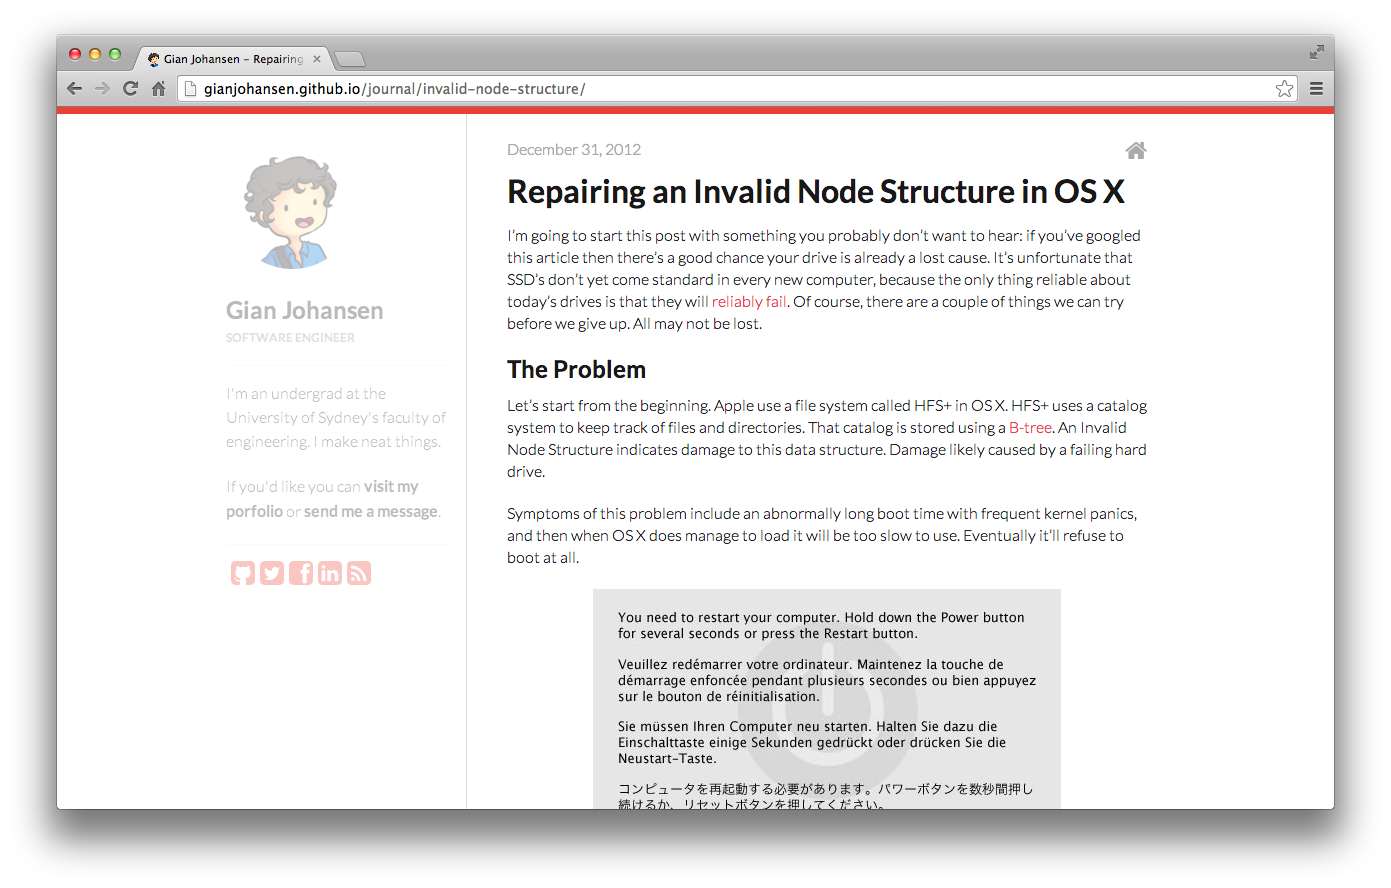 Gian Johansen – Repairing
gianjohansen.github.io/journal/invalid-node-structure/
Gian Johansen
SOFTWARE ENGINEER
I'm an undergrad at the
University of Sydney's faculty of
engineering. I make neat things.
If you'd like you can visit my
porfolio or send me a message.
December 31, 2012
Repairing an Invalid Node Structure in OS X
I'm going to start this post with something you probably don't want to hear: if you've googled
this article then there's a good chance your drive is already a lost cause. It's unfortunate that
SSD's don't yet come standard in every new computer, because the only thing reliable about
today's drives is that they will reliably fail. Of course, there are a couple of things we can try
before we give up. All may not be lost.
The Problem
Let's start from the beginning. Apple use a file system called HFS+ in OS X. HFS+ uses a catalog
system to keep track of files and directories. That catalog is stored using a B-tree. An Invalid
Node Structure indicates damage to this data structure. Damage likely caused by a failing hard
drive.
Symptoms of this problem include an abnormally long boot time with frequent kernel panics,
and then when OS X does manage to load it will be too slow to use. Eventually it'll refuse to
boot at all.
You need to restart your computer. Hold down the Power button
for several seconds or press the Restart button.
Veuillez redémarrer votre ordinateur. Maintenez la touche de
démarrage enfoncée pendant plusieurs secondes ou bien appuyez
sur le bouton de réinitialisation.
Sie müssen Ihren Computer neu starten. Halten Sie dazu die
Einschalttaste einige Sekunden gedrückt oder drücken Sie die
Neustart-Taste.
コンピュータを再起動する必要があります。パワーボタンを数秒間押し
続けるか、リセットボタンを押してください。